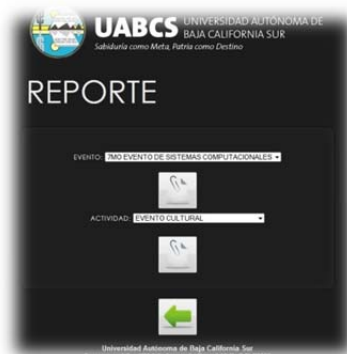 UABCS UNIVERSIDAD AUTÓNOMA DE
BAJA CALIFORNIA SUR
Sabiduría como Meta, Patria como Destino
REPORTE
EVENTO: 7MO EVENTO DE SISTEMAS COMPUTACIONALES
ACTIVIDAD: EVENTO CULTURAL
Universidad Autónoma de Baja California Sur